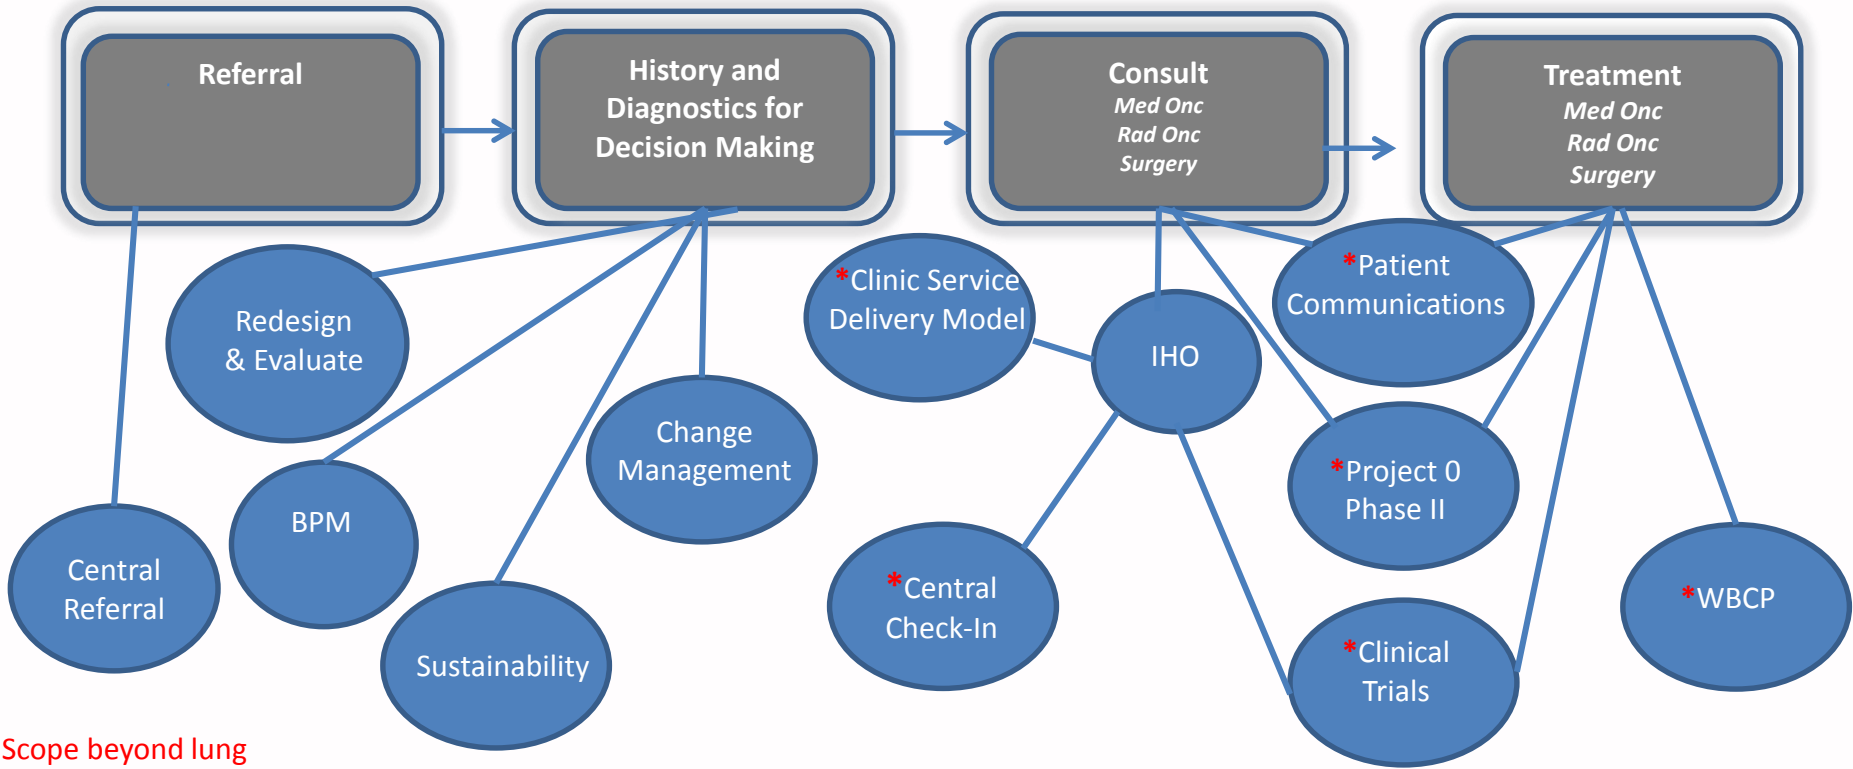 Referral
History and
Diagnostics for
Decision Making
Consult
Med Onc
Rad Onc
Surgery
Treatment
Med Onc
Rad Onc
Surgery
Redesign
& Evaluate
*Clinic Service
Delivery Model
IHO
*Patient
Communications
Change
Management
*Project 0
Phase II
BPM
Central
Referral
Sustainability
*Central
Check-In
*Clinical
Trials
*WBCP
Scope beyond lung